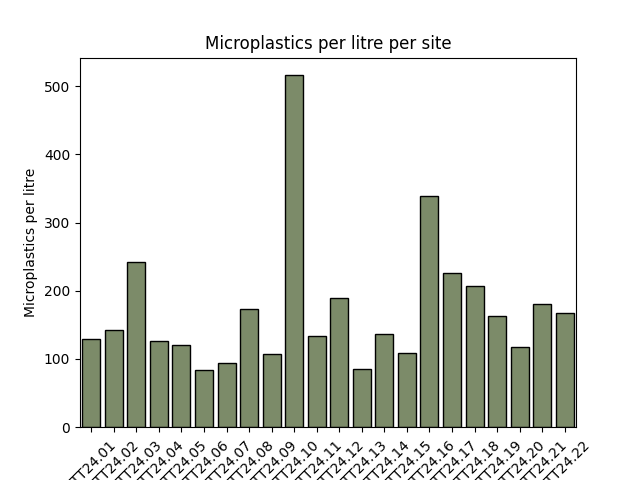 Microplastics per litre per site
Microplastics per litre
500
400
300
200
100
0
TT24.01
TT24.02
TT24.03
TT24.04
TT24.05
TT24.06
TT24.07
TT24.08
TT24.09
TT24.10
TT24.11
TT24.12
TT24.13
TT24.14
TT24.15
TT24.16
TT24.17
TT24.18
TT24.19
TT24.20
TT24.21
TT24.22